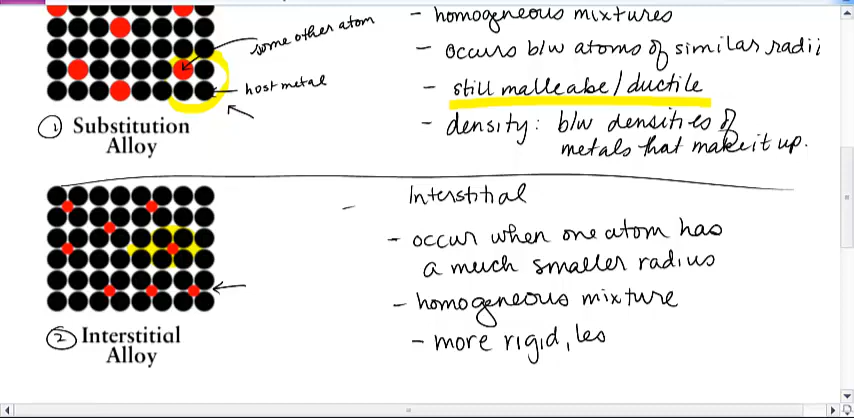 - homogeneous mixtures
some other atom
- occurs b/w atoms of similar radii
host metal
- still malleabe/ductile
① Substitution
Alloy
- density: b/w densities of
metals that make it up.
Interstitial
- occur when one atom has
a much smaller radius
- homogeneous mixture
② Interstitial
Alloy
- more rigid, les